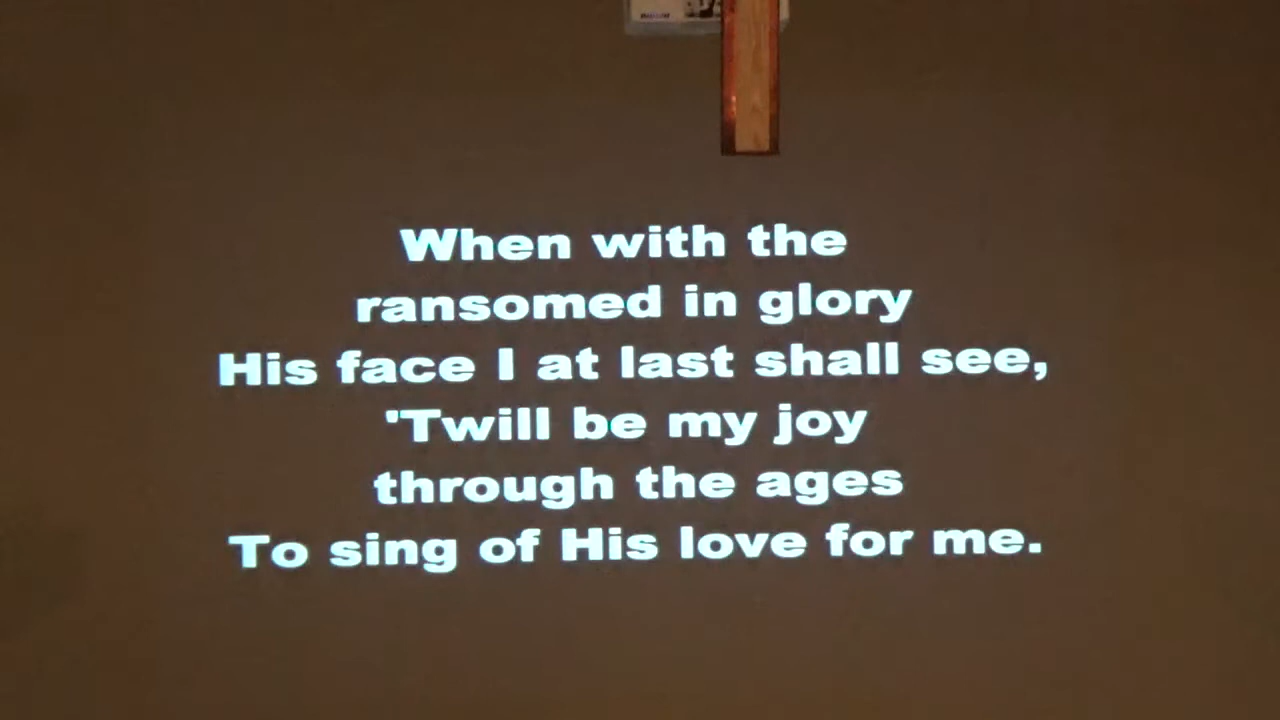 When with the
ransomed in glory
His face I at last shall see,
'Twill be my joy
through the ages
To sing of His love for me.